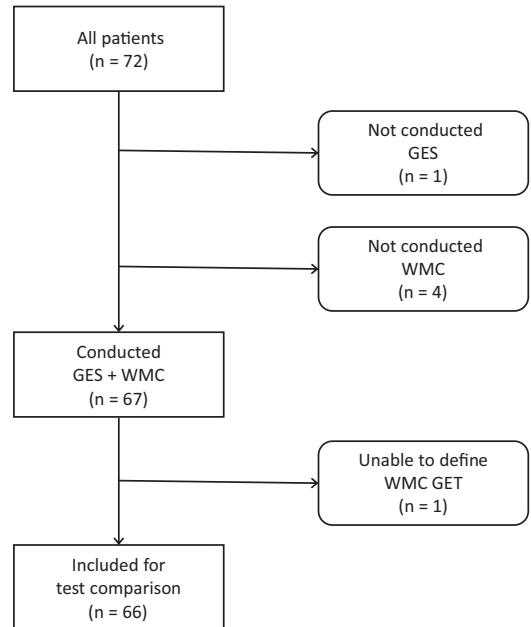 All patients
(n = 72)
Not conducted
GES
(n = 1)
Not conducted
WMC
(n = 4)
Conducted
GES + WMC
(n = 67)
Unable to define
WMC GET
(n = 1)
Included for
test comparison
(n = 66)